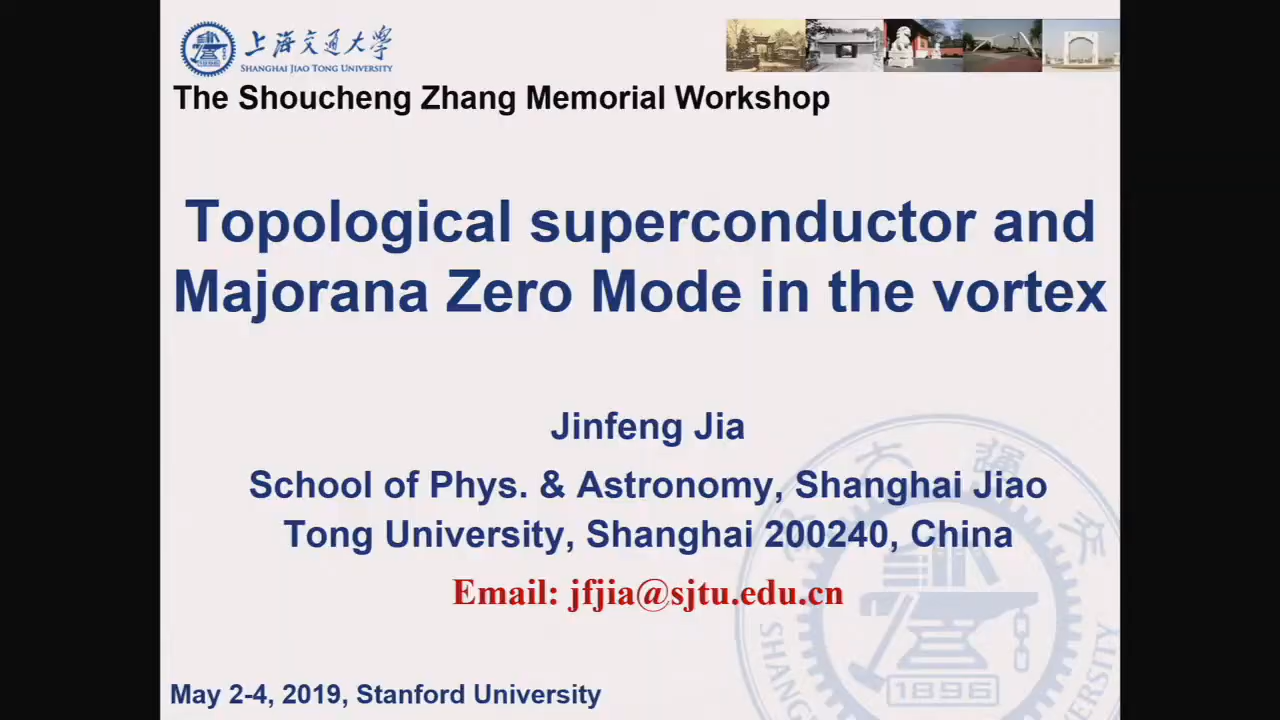 上海交通大学
SHANGHAI JIAO TONG UNIVERSITY
The Shoucheng Zhang Memorial Workshop
Topological superconductor and
Majorana Zero Mode in the vortex
Jinfeng Jia
School of Phys. & Astronomy, Shanghai Jiao
Tong University, Shanghai 200240, China
Email: jfjia@sjtu.edu.cn
1896
May 2-4, 2019, Stanford University